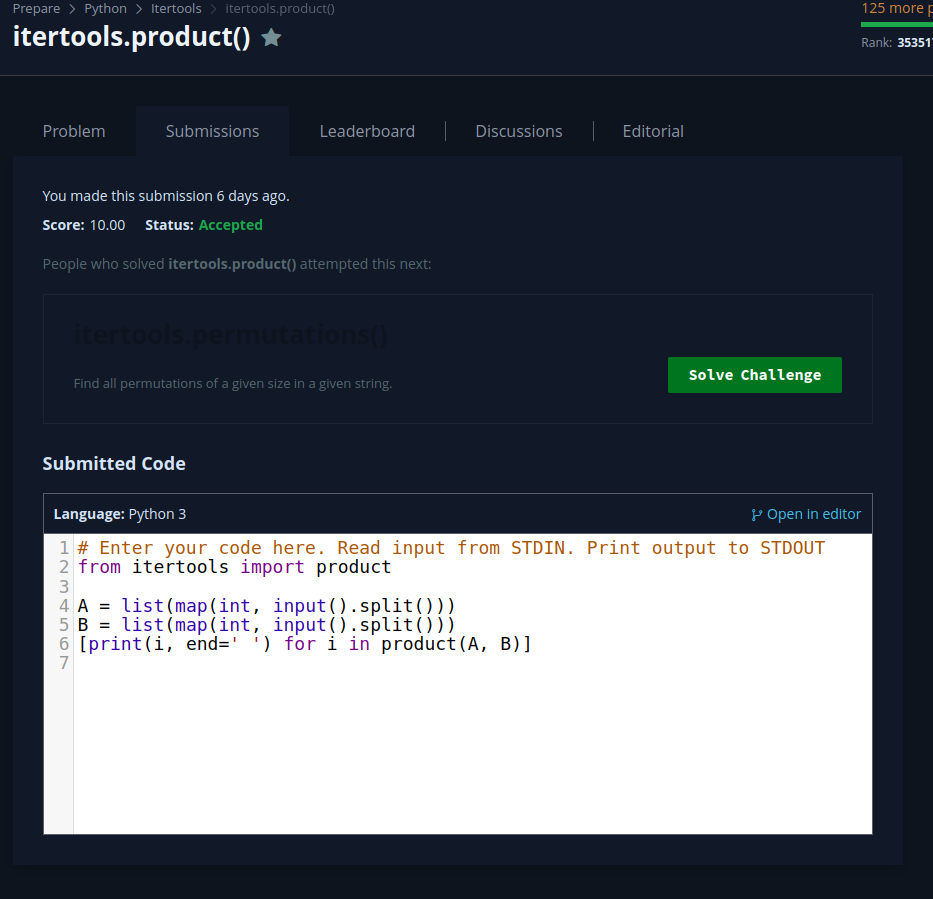 Prepare > Python > Itertools > itertools.product()
125 more
itertools.product() ★
Rank: 35351
Problem
Submissions
Leaderboard
Discussions
Editorial
You made this submission 6 days ago.
Score: 10.00 Status: Accepted
People who solved itertools.product() attempted this next:
itertools.permutations()
Find all permutations of a given size in a given string.
Solve Challenge
Submitted Code
Language: Python 3
Open in editor
1 # Enter your code here. Read input from STDIN. Print output to STDOUT
2 from itertools import product
3
4 A = list(map(int, input().split()))
5 B = list(map(int, input().split()))
6 [print(i, end=' ') for i in product(A, B)]
7